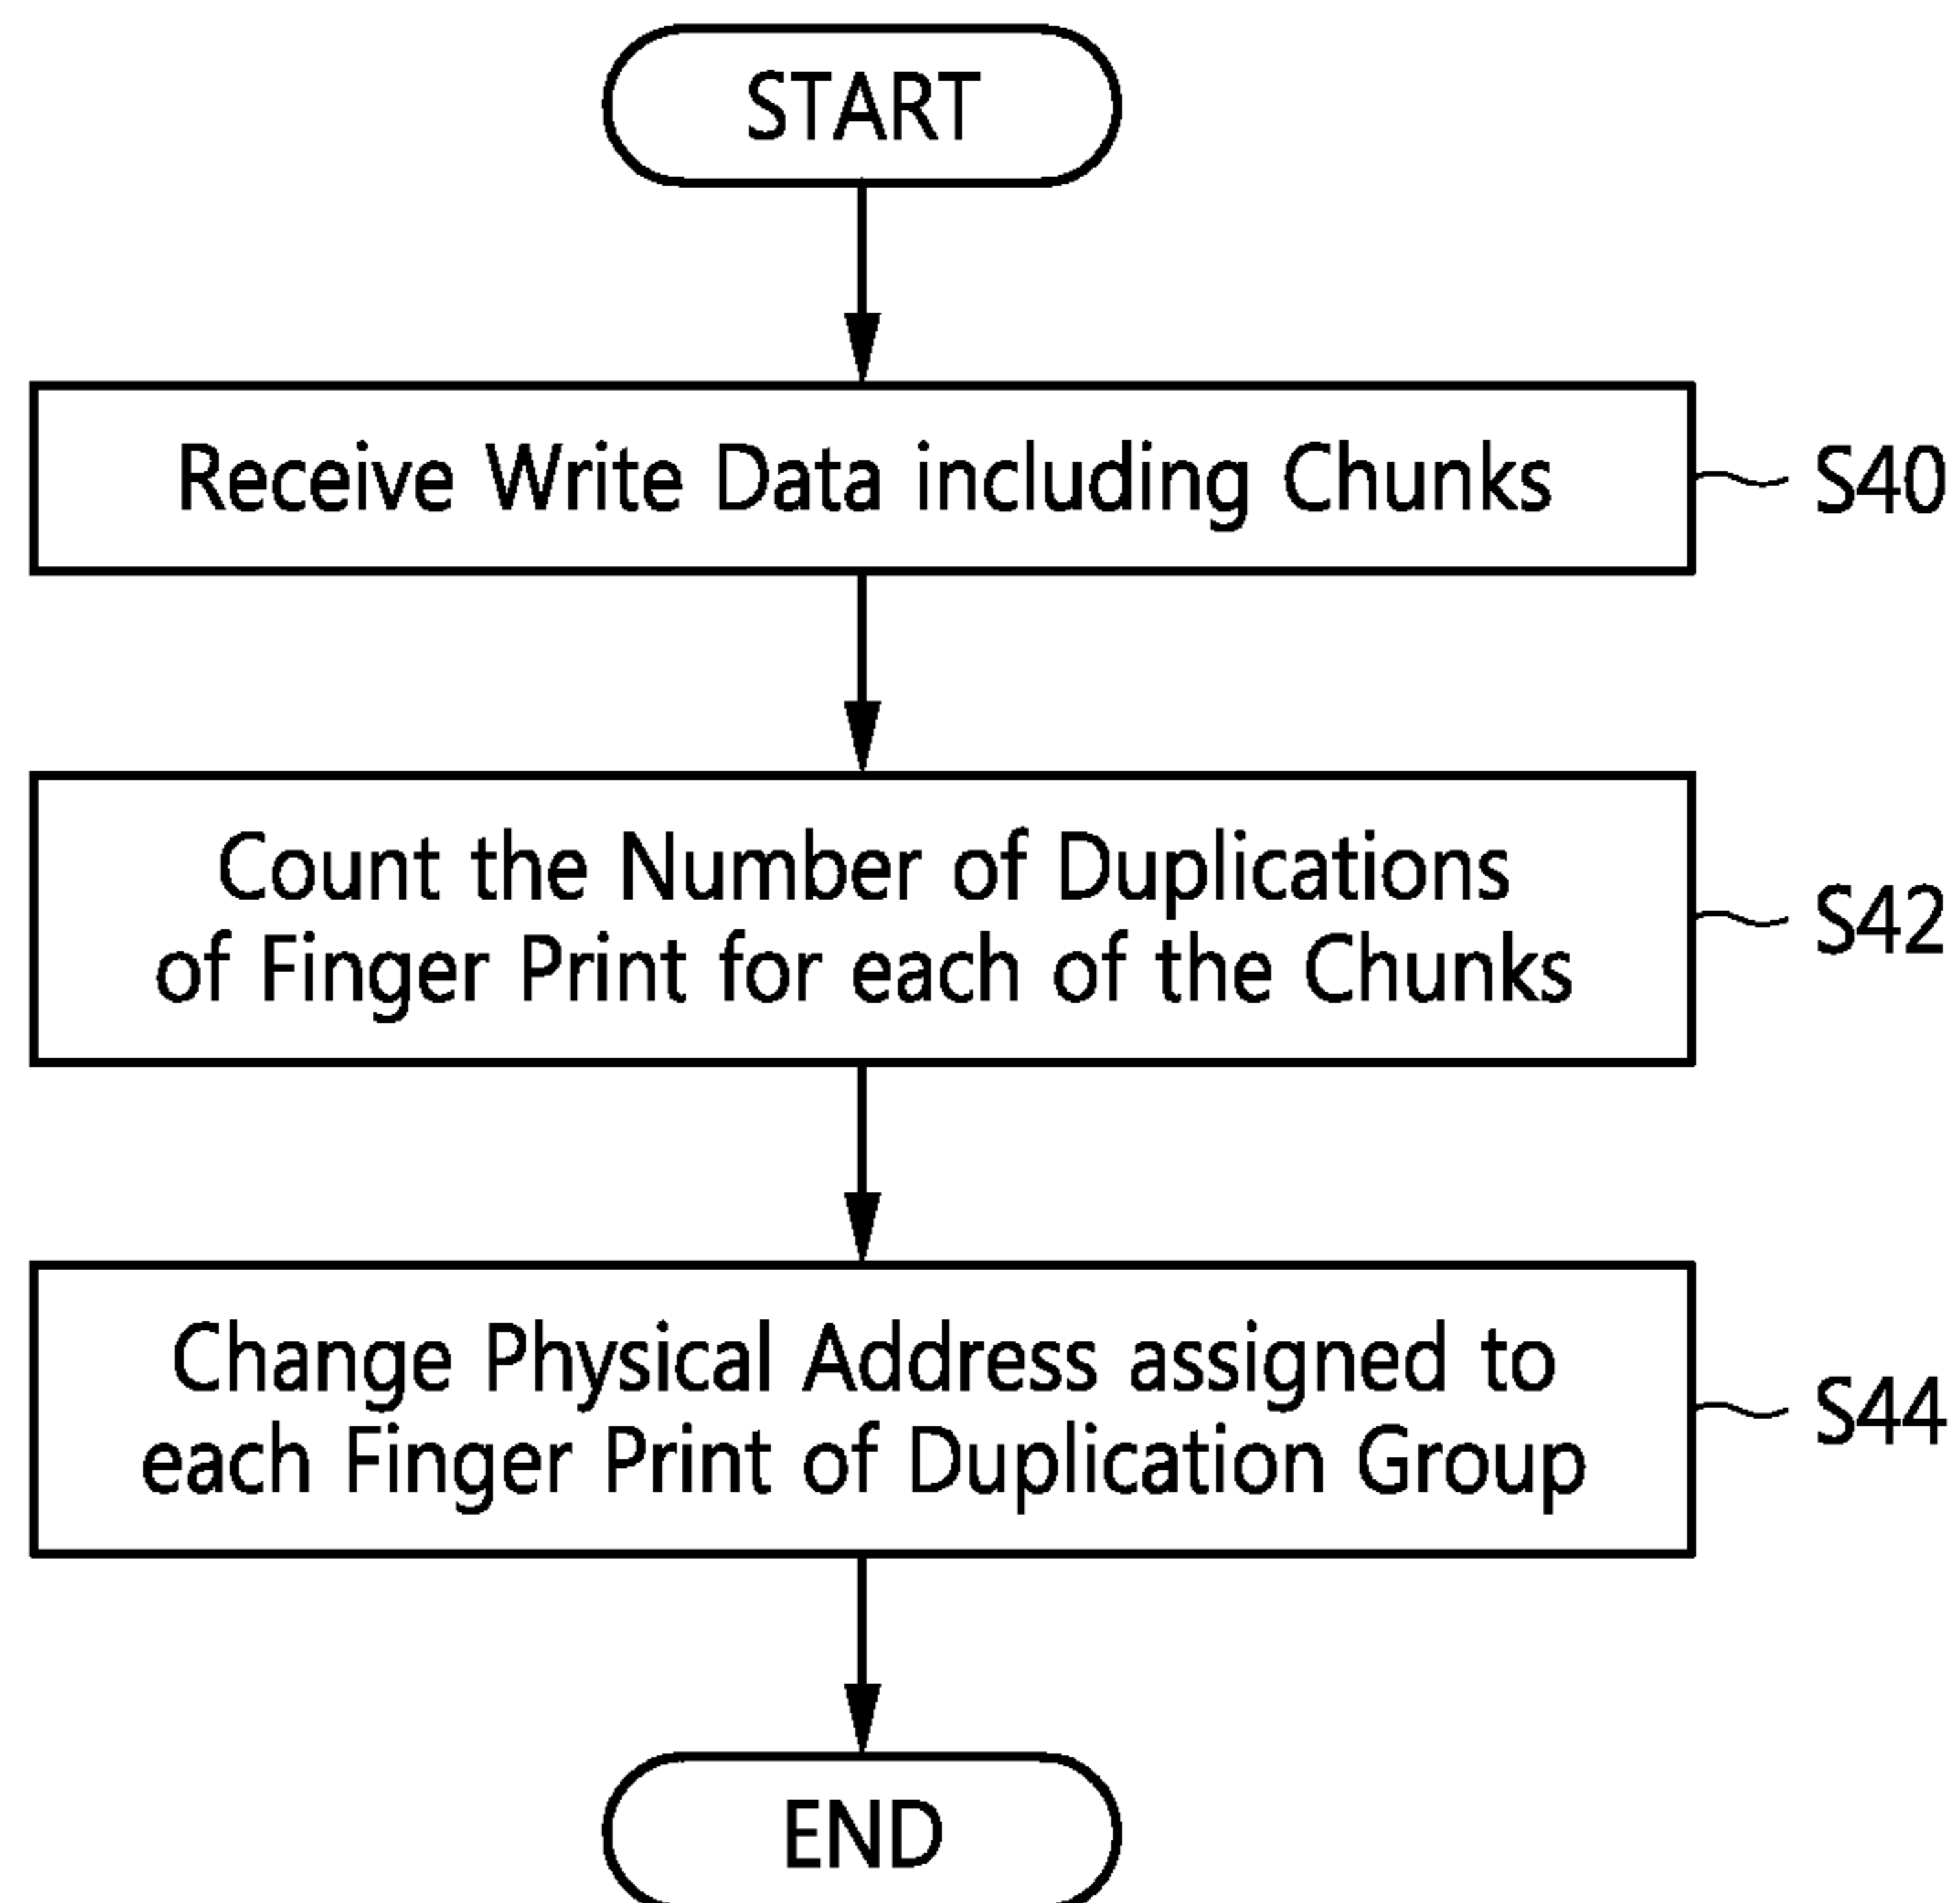 START
Receive Write Data including Chunks
S40
Count the Number of Duplications
of Finger Print for each of the Chunks
S42
Change Physical Address assigned to
each Finger Print of Duplication Group
S44
END